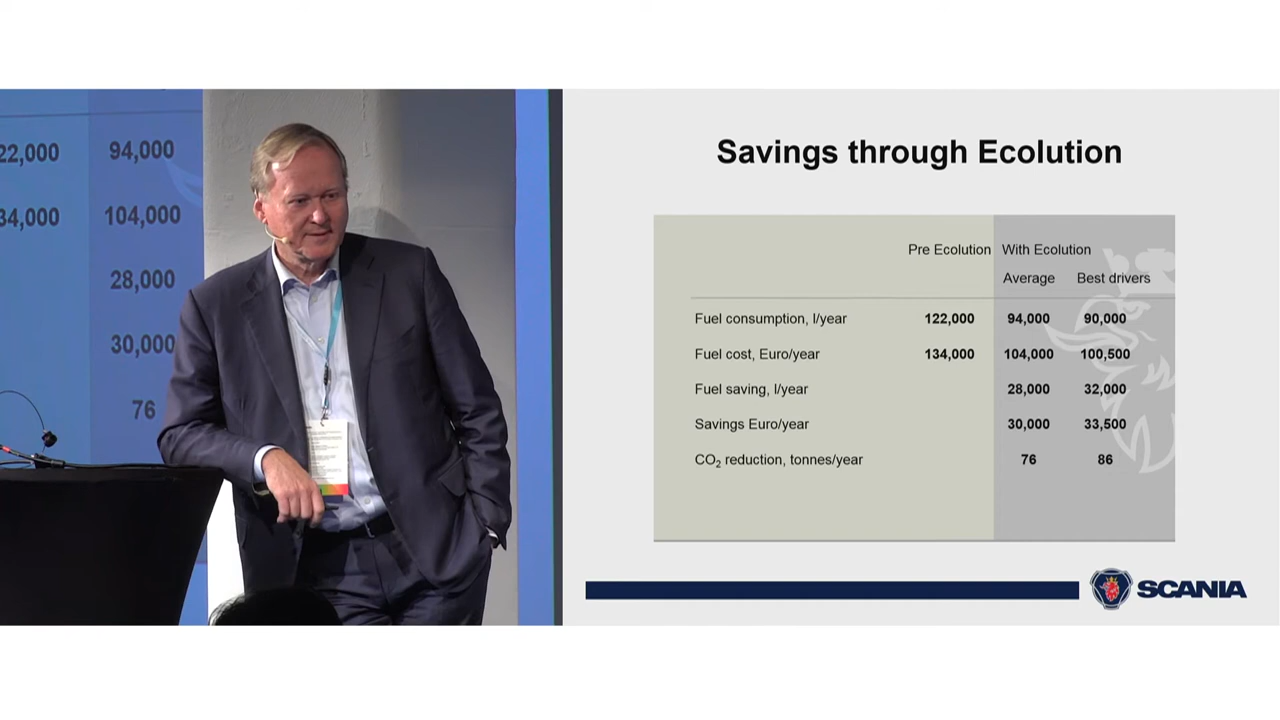 22,000 94,000
34,000 104,000
28,000
30,000
76
Savings through Ecolution
Pre Ecolution With Ecolution
Average Best drivers
Fuel consumption, l/year 122,000 94,000 90,000
Fuel cost, Euro/year 134,000 104,000 100,500
Fuel saving, l/year 28,000 32,000
Savings Euro/year 30,000 33,500
CO₂ reduction, tonnes/year 76 86
SCANIA